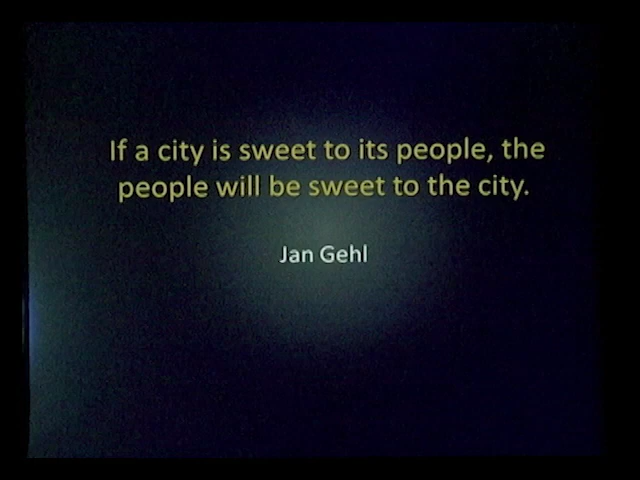 If a city is sweet to its people, the
people will be sweet to the city.
Jan Gehl